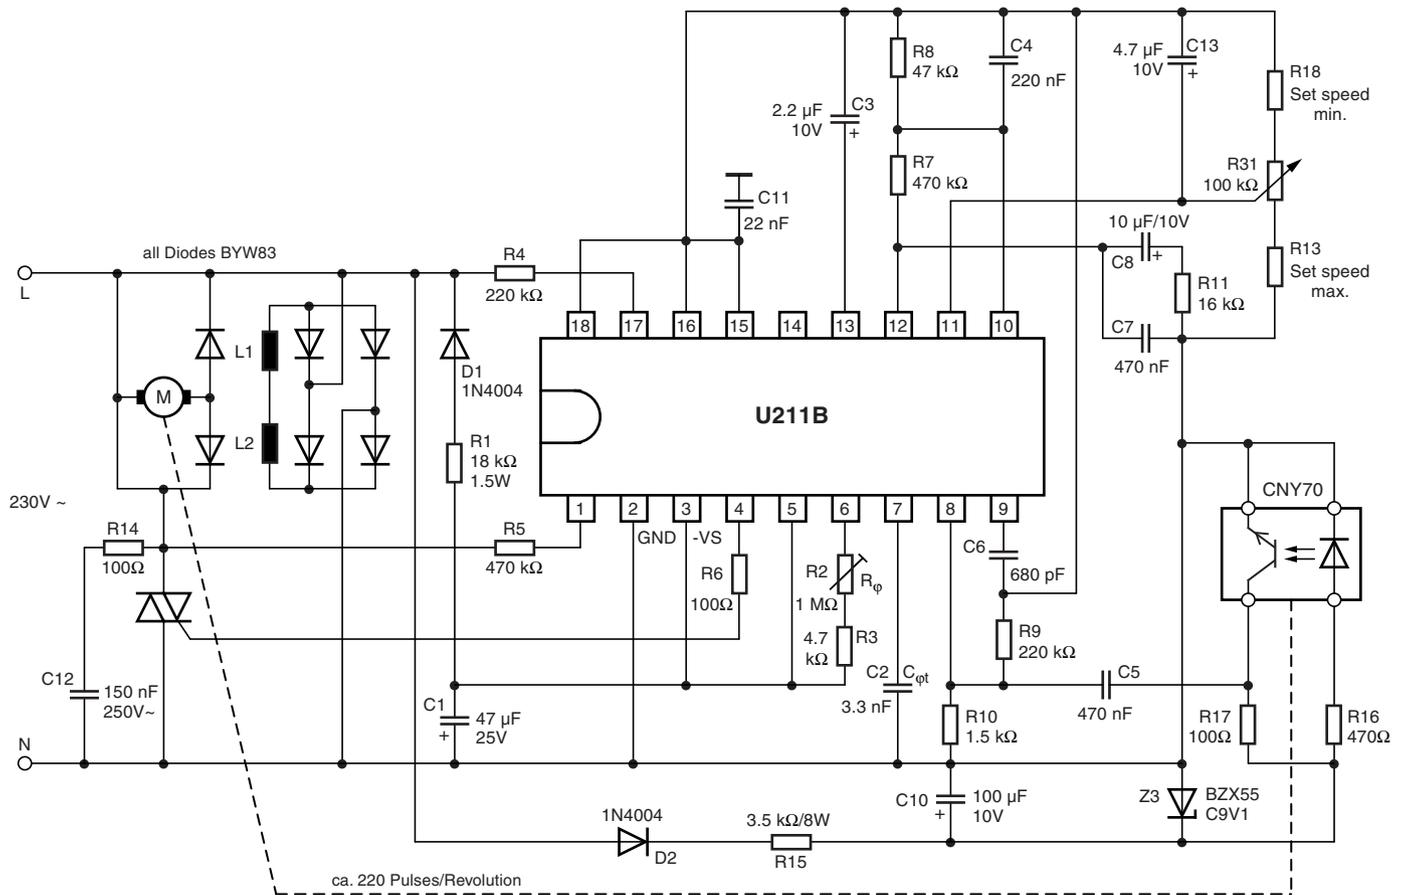 R8
47 kΩ
C4
220 nF
4.7 µF
10V
C13
+
R18
Set speed
min.
2.2 µF
10V
C3
+
R7
470 kΩ
R31
100 kΩ
C11
22 nF
10 µF/10V
C8
+
R13
Set speed
max.
R11
16 kΩ
C7
470 nF
all Diodes BYW83
L
R4
220 kΩ
18
17
16
15
14
13
12
11
10
L1
D1
1N4004
M
L2
U211B
R1
18 kΩ
1.5W
230V ~
1
2
3
4
5
6
7
8
9
GND
-VS
CNY70
R14
100Ω
R5
470 kΩ
R6
100Ω
R2
1 MΩ
Rφ
C6
680 pF
4.7
kΩ
R3
R9
220 kΩ
C12
150 nF
250V~
C1
47 µF
25V
+
C2
Cφt
3.3 nF
C5
470 nF
R10
1.5 kΩ
R17
100Ω
R16
470Ω
N
C10
100 µF
10V
+
Z3
BZX55
C9V1
1N4004
D2
3.5 kΩ/8W
R15
ca. 220 Pulses/Revolution